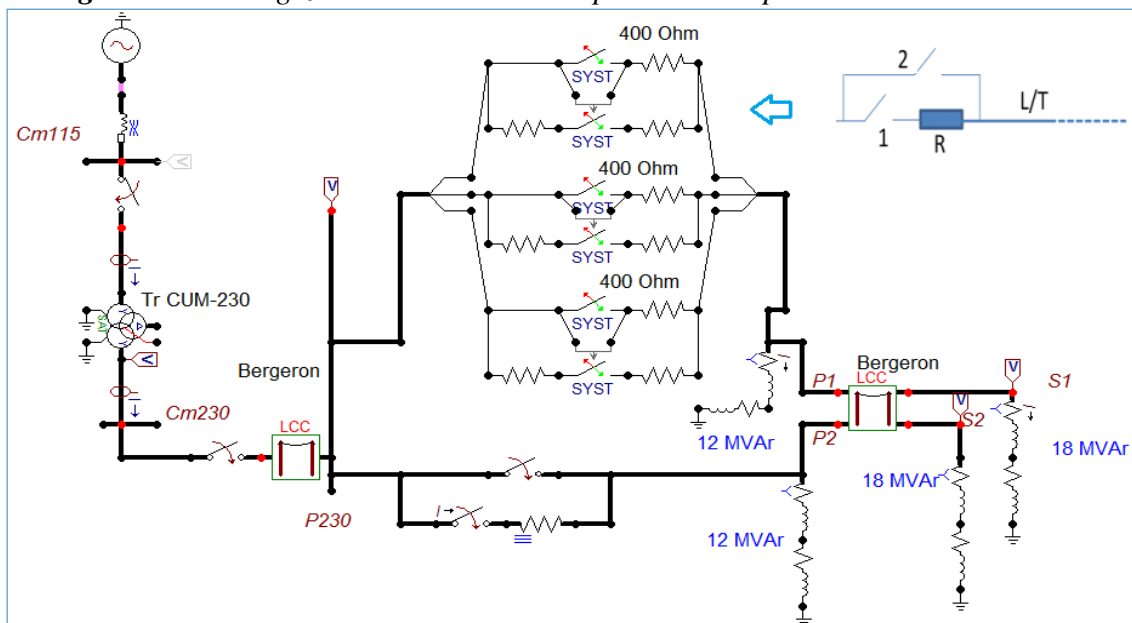 400 Ohm
SYST
SYST
400 Ohm
SYST
SYST
400 Ohm
SYST
SYST
2
1
R
L/T
Cm115
V
V
I
SAT
Y
Y
Tr CUM-230
V
I
Cm230
Bergeron
LCC
P230
I
12 MVAr
P1
P2
Bergeron
LCC
V
V
S1
S2
I
I
18 MVAr
18 MVAr
12 MVAr